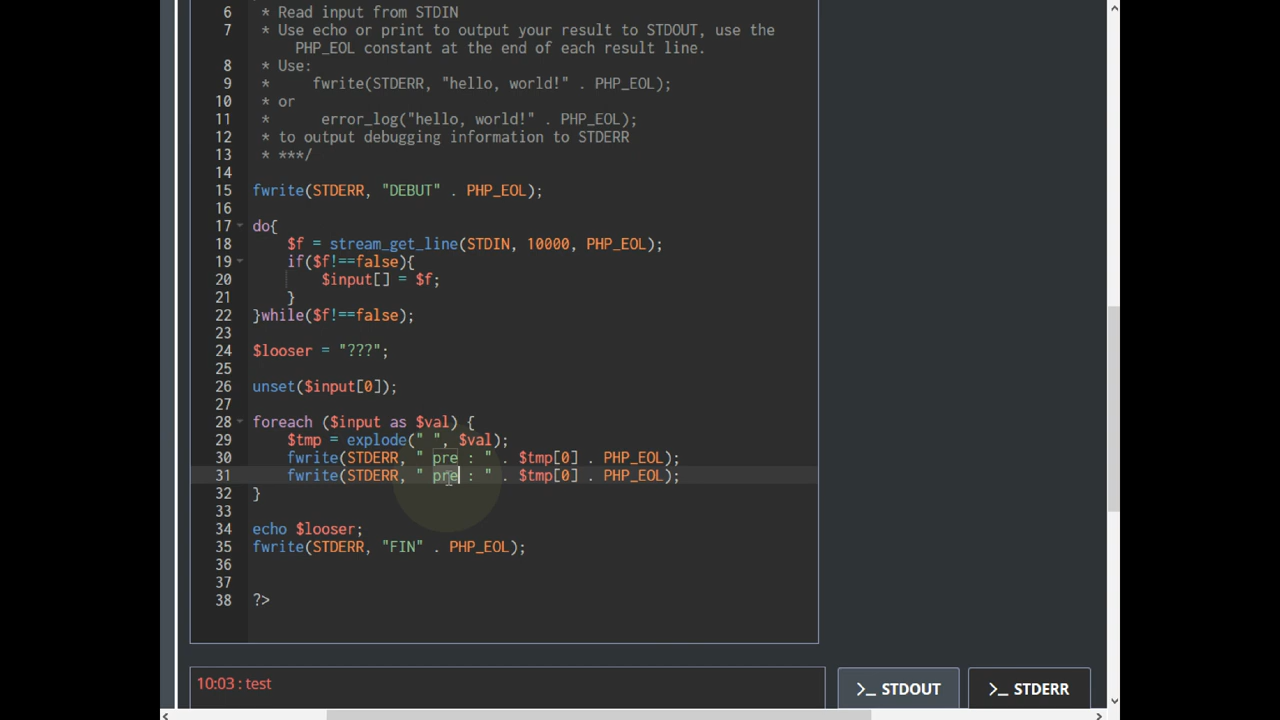 6 * Read input from STDIN
7 * Use echo or print to output your result to STDOUT, use the
PHP_EOL constant at the end of each result line.
8 * Use:
9 *     fwrite(STDERR, "hello, world!" . PHP_EOL);
10 * or
11 *      error_log("hello, world!" . PHP_EOL);
12 * to output debugging information to STDERR
13 * ***/
14
15 fwrite(STDERR, "DEBUT" . PHP_EOL);
16
17 do{
18     $f = stream_get_line(STDIN, 10000, PHP_EOL);
19     if($f!==false){
20         $input[] = $f;
21     }
22 }while($f!==false);
23
24 $looser = "???";
25
26 unset($input[0]);
27
28 foreach ($input as $val) {
29     $tmp = explode(" ", $val);
30     fwrite(STDERR, " pre : " . $tmp[0] . PHP_EOL);
31     fwrite(STDERR, " pre : " . $tmp[0] . PHP_EOL);
32 }
33
34 echo $looser;
35 fwrite(STDERR, "FIN" . PHP_EOL);
36
37
38 ?>
10:03 : test
>_ STDOUT
>_ STDERR